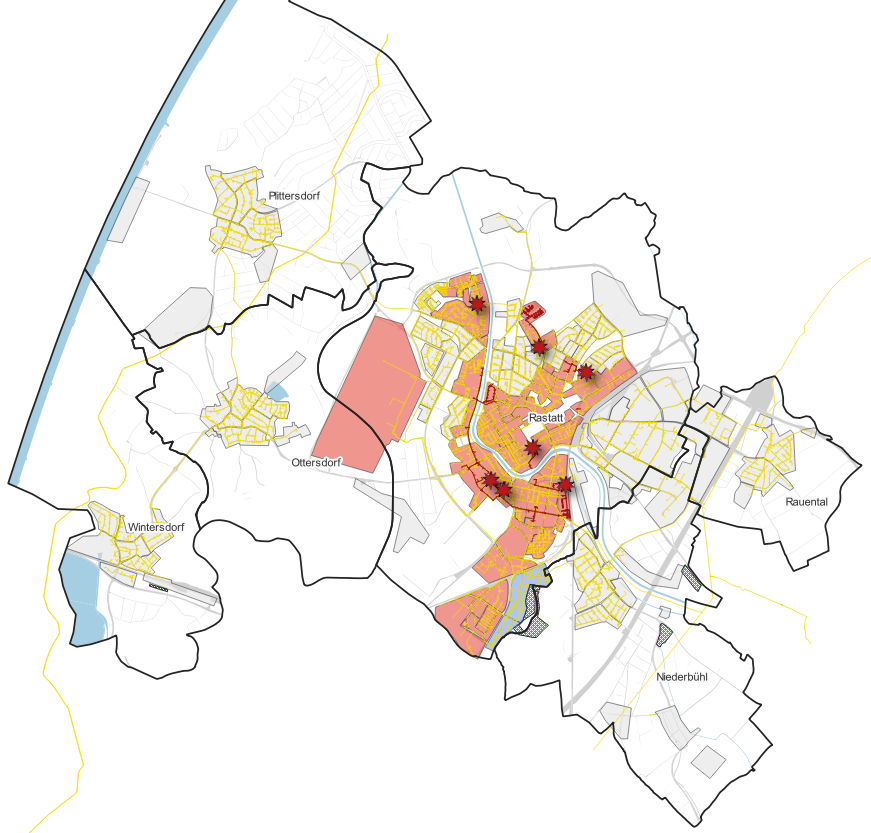 Plittersdorf
Rastatt
Ottersdorf
Rauental
Wintersdorf
Niederbühl